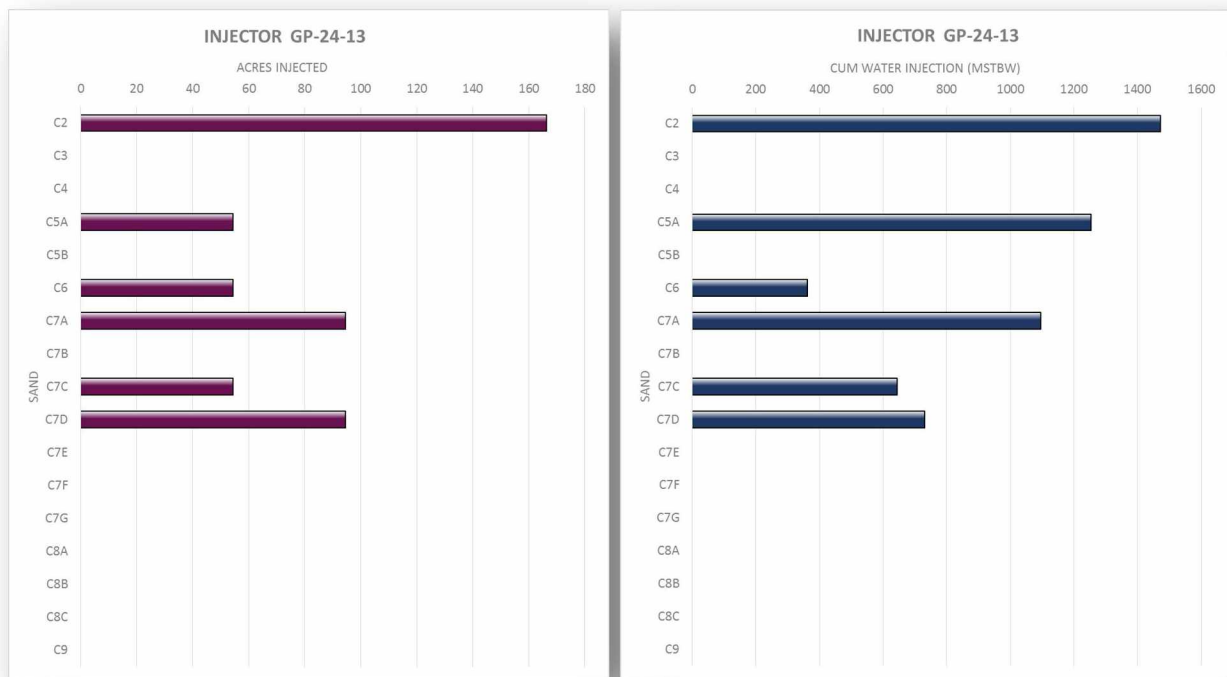 INJECTOR GP-24-13
ACRES INJECTED
0 20 40 60 80 100 120 140 160 180
C2
C3
C4
C5A
C5B
C6
C7A
C7B
C7C
C7D
C7E
C7F
C7G
C8A
C8B
C8C
C9
SAND
INJECTOR GP-24-13
CUM WATER INJECTION (MSTBW)
0 200 400 600 800 1000 1200 1400 1600
C2
C3
C4
C5A
C5B
C6
C7A
C7B
C7C
C7D
C7E
C7F
C7G
C8A
C8B
C8C
C9
SAND